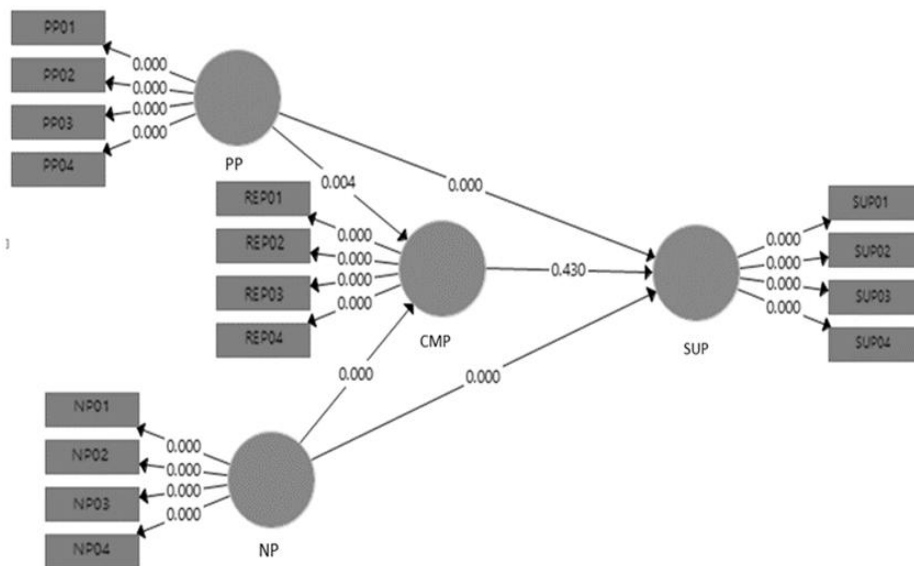 PP01
PP02
PP03
PP04
0.000
0.000
0.000
0.000
PP
0.004
0.000
REP01
REP02
REP03
REP04
0.000
0.000
0.000
0.000
CMP
0.430
SUP
SUP01
SUP02
SUP03
SUP04
0.000
0.000
0.000
0.000
0.000
0.000
NP01
NP02
NP03
NP04
0.000
0.000
0.000
0.000
NP